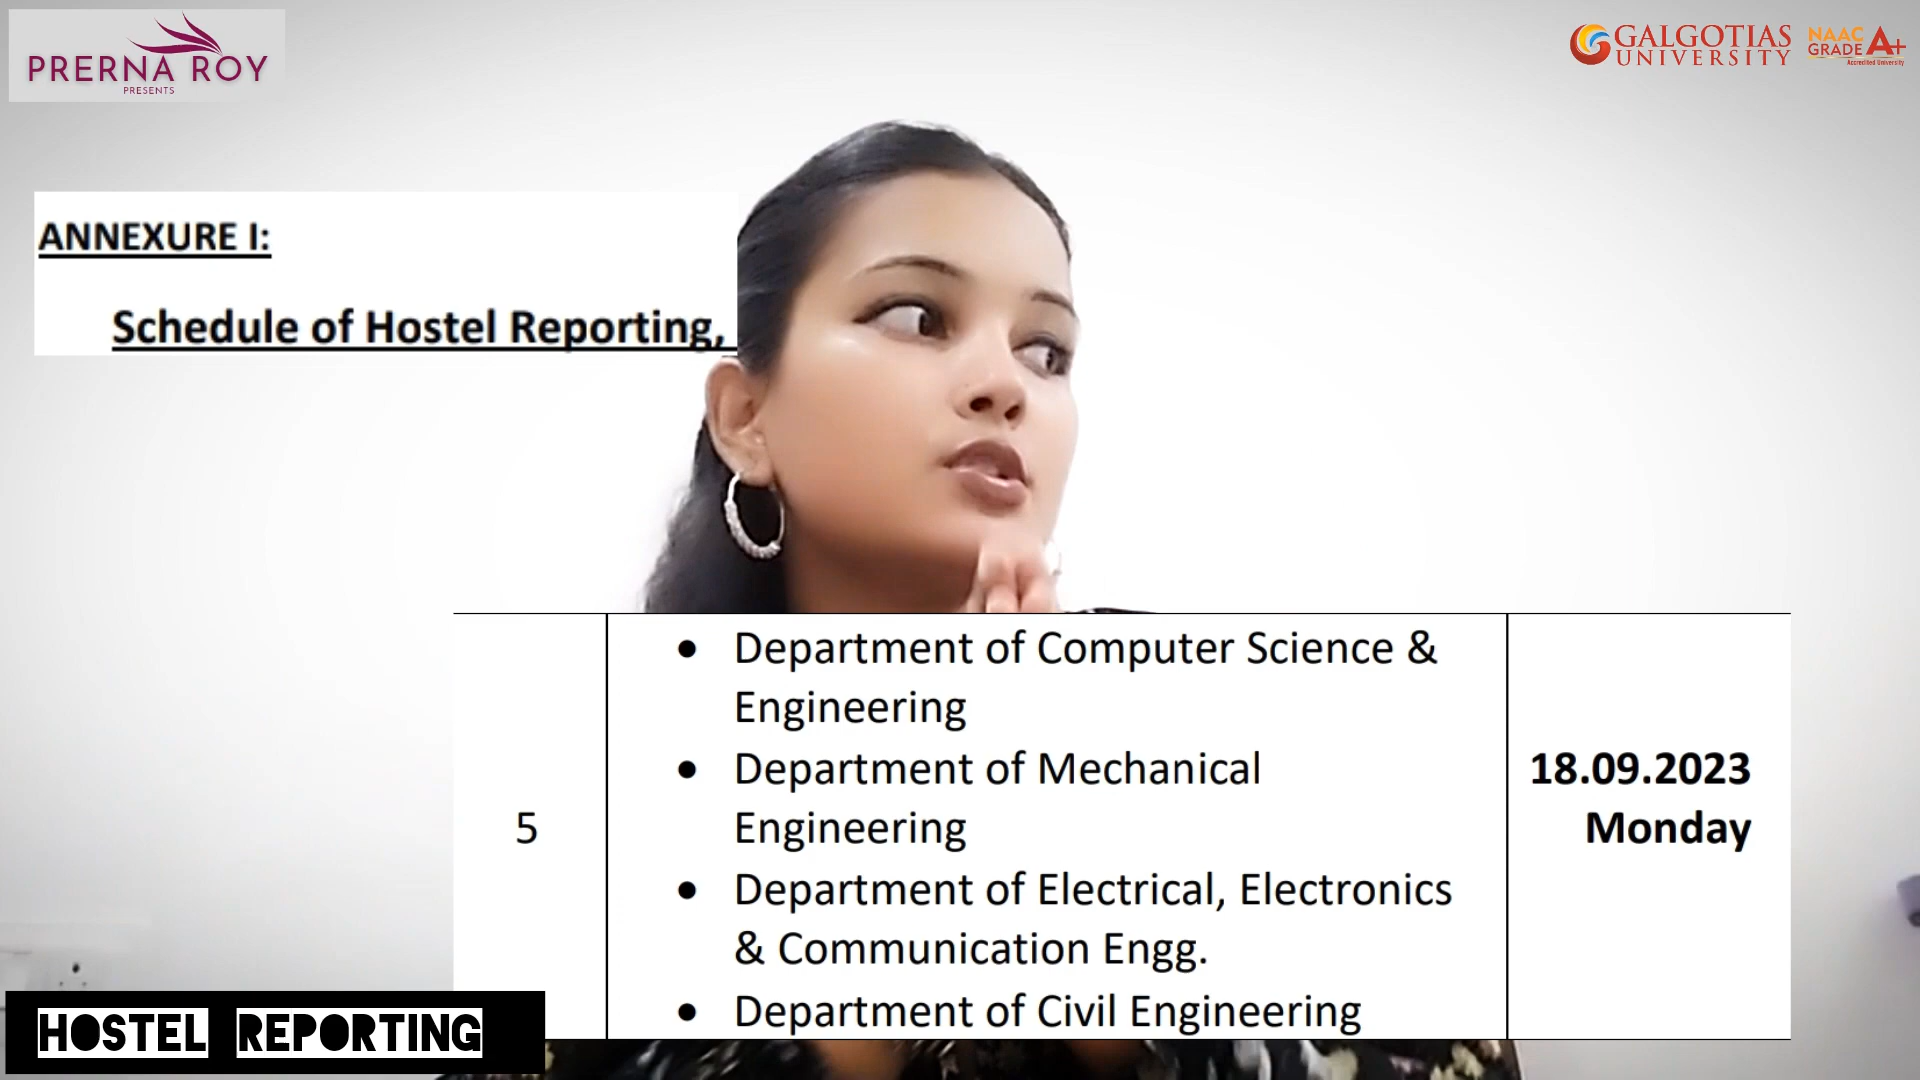 PRERNA ROY
PRESENTS
GALGOTIAS
UNIVERSITY
NAAC
GRADE A+
Accredited University
ANNEXURE I:
Schedule of Hostel Reporting,
5
• Department of Computer Science &
Engineering
• Department of Mechanical
Engineering
• Department of Electrical, Electronics
& Communication Engg.
• Department of Civil Engineering
18.09.2023
Monday
HOSTEL REPORTING